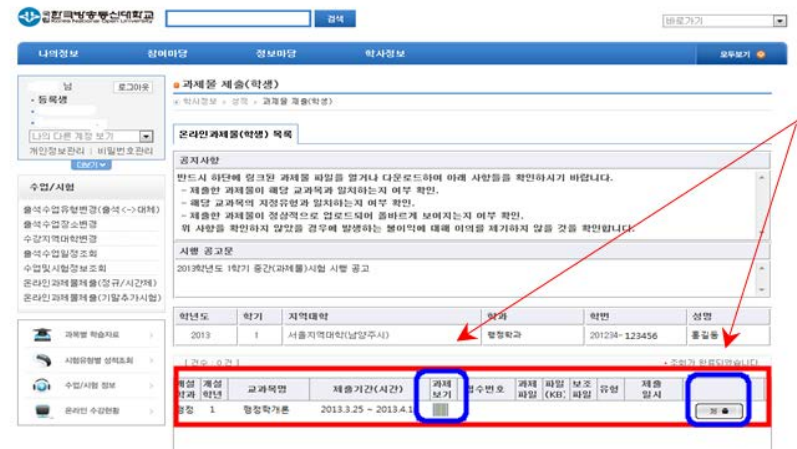 한국방송통신대학교
Korea National Open University
검색
바로가기
나의정보 참여마당 정보마당 학사정보 모두보기
님 로그아웃
- 등록생
나의 다른 계정 보기
개인정보관리 | 비밀번호관리
더보기
수업/시험
출석수업유형변경(출석<->대체)
출석수업장소변경
수강지역대학변경
출석수업일정조회
수업및시험정보조회
온라인과제물제출(정규/시간제)
온라인과제물제출(기말추가시험)
과목별 학습자료
시험유형별 성적조회
수업/시험 정보
온라인 수강현황
과제물 제출(학생)
학사정보 > 성적 > 과제물 제출(학생)
온라인과제물(학생) 목록
공지사항
반드시 하단에 링크된 과제물 파일을 열거나 다운로드하여 아래 사항들을 확인하시기 바랍니다.
- 제출한 과제물이 해당 교과목과 일치하는지 여부 확인.
- 해당 교과목의 지정유형과 일치하는지 여부 확인.
- 제출한 과제물이 정상적으로 업로드되어 올바르게 보여지는지 여부 확인.
위 사항을 확인하지 않았을 경우에 발생하는 불이익에 대해 이의를 제기하지 않을 것을 확인합니다.
시행 공고문
2013학년도 1학기 중간(과제물)시험 시행 공고
학년도 학기 지역대학 학과 학번 성명
2013 1 서울지역대학(남양주시) 행정학과 201234-123456 홍길동
[ 건수 : 0 건 ] 조회가 완료되었습니다
개설학과 개설학년 교과목명 제출기간(시간) 과제보기 접수번호 과제파일 파일(KB) 보조파일 유형 제출일시
행정 1 행정학개론 2013.3.25 ~ 2013.4.1 제 출